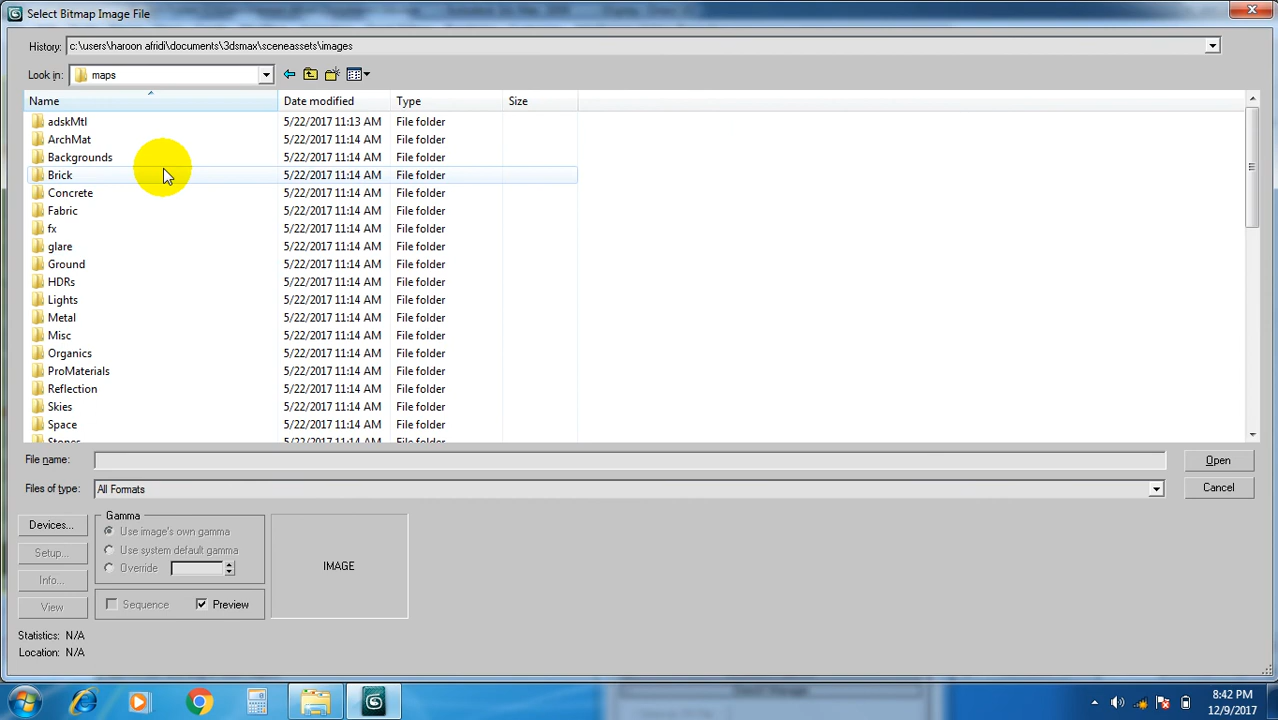 Select Bitmap Image File
History: c:\users\haroon afridi\documents\3dsmax\sceneassets\images
Look in: maps
Name Date modified Type Size
adskMtl 5/22/2017 11:13 AM File folder
ArchMat 5/22/2017 11:14 AM File folder
Backgrounds 5/22/2017 11:14 AM File folder
Brick 5/22/2017 11:14 AM File folder
Concrete 5/22/2017 11:14 AM File folder
Fabric 5/22/2017 11:14 AM File folder
fx 5/22/2017 11:14 AM File folder
glare 5/22/2017 11:14 AM File folder
Ground 5/22/2017 11:14 AM File folder
HDRs 5/22/2017 11:14 AM File folder
Lights 5/22/2017 11:14 AM File folder
Metal 5/22/2017 11:14 AM File folder
Misc 5/22/2017 11:14 AM File folder
Organics 5/22/2017 11:14 AM File folder
ProMaterials 5/22/2017 11:14 AM File folder
Reflection 5/22/2017 11:14 AM File folder
Skies 5/22/2017 11:14 AM File folder
Space 5/22/2017 11:14 AM File folder
Stones 5/22/2017 11:14 AM File folder
File name: Open
Files of type: All Formats Cancel
Devices... Gamma
Use image's own gamma
Setup... Use system default gamma
Override
Info... IMAGE
View Sequence Preview
Statistics: N/A
Location: N/A
8:42 PM
12/9/2017